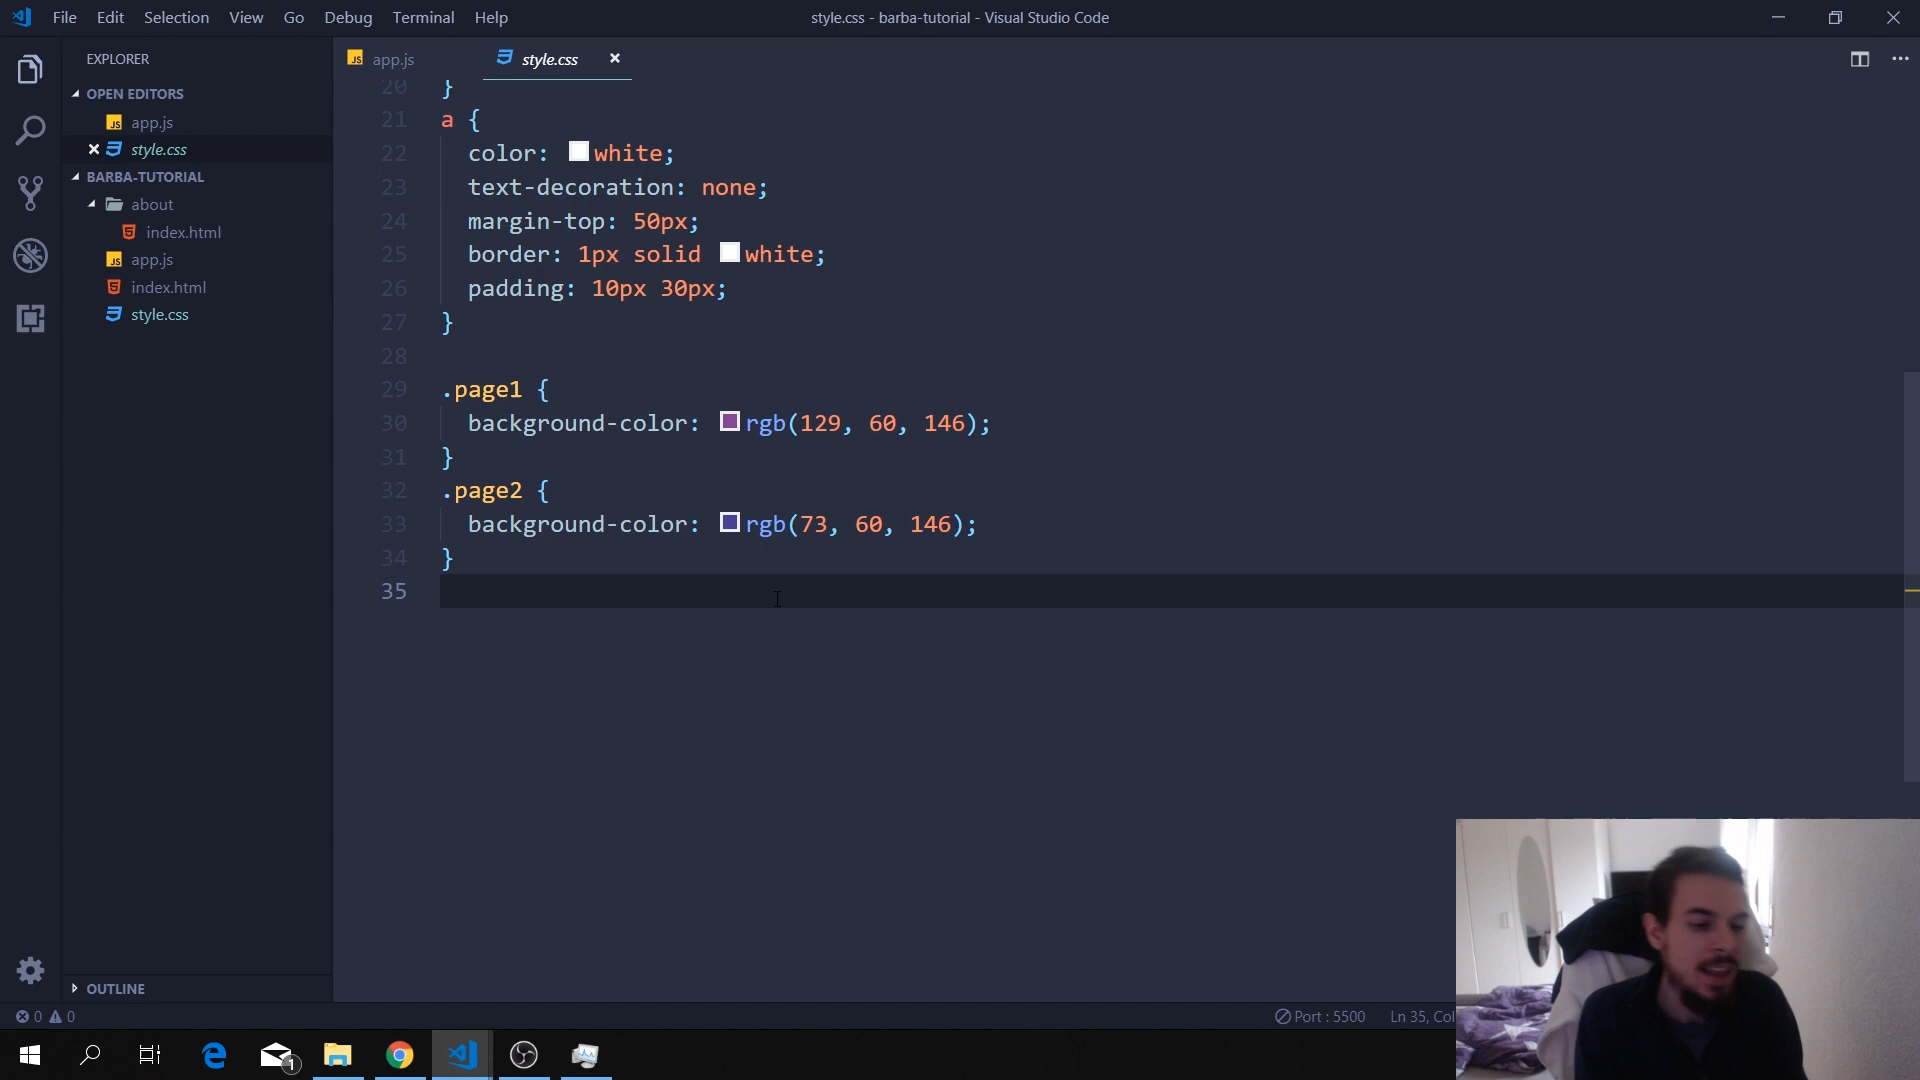 File Edit Selection View Go Debug Terminal Help
style.css - barba-tutorial - Visual Studio Code
EXPLORER
OPEN EDITORS
app.js
style.css
BARBA-TUTORIAL
about
index.html
app.js
index.html
style.css
OUTLINE
app.js
style.css
20 }
21 a {
22 color: white;
23 text-decoration: none;
24 margin-top: 50px;
25 border: 1px solid white;
26 padding: 10px 30px;
27 }
28
29 .page1 {
30 background-color: rgb(129, 60, 146);
31 }
32 .page2 {
33 background-color: rgb(73, 60, 146);
34 }
35
0 0
Port : 5500
Ln 35, Col
1